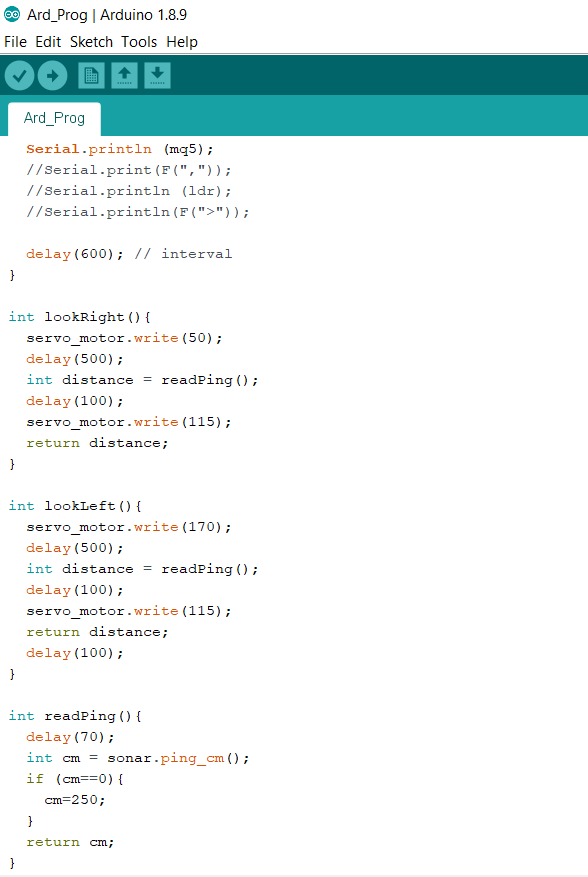 Ard_Prog | Arduino 1.8.9
File Edit Sketch Tools Help
Ard_Prog
Serial.println (mq5);
//Serial.print(F(","));
//Serial.println (ldr);
//Serial.println(F(">"));
delay(600); // interval
}
int lookRight(){
servo_motor.write(50);
delay(500);
int distance = readPing();
delay(100);
servo_motor.write(115);
return distance;
}
int lookLeft(){
servo_motor.write(170);
delay(500);
int distance = readPing();
delay(100);
servo_motor.write(115);
return distance;
delay(100);
}
int readPing(){
delay(70);
int cm = sonar.ping_cm();
if (cm==0){
cm=250;
}
return cm;
}